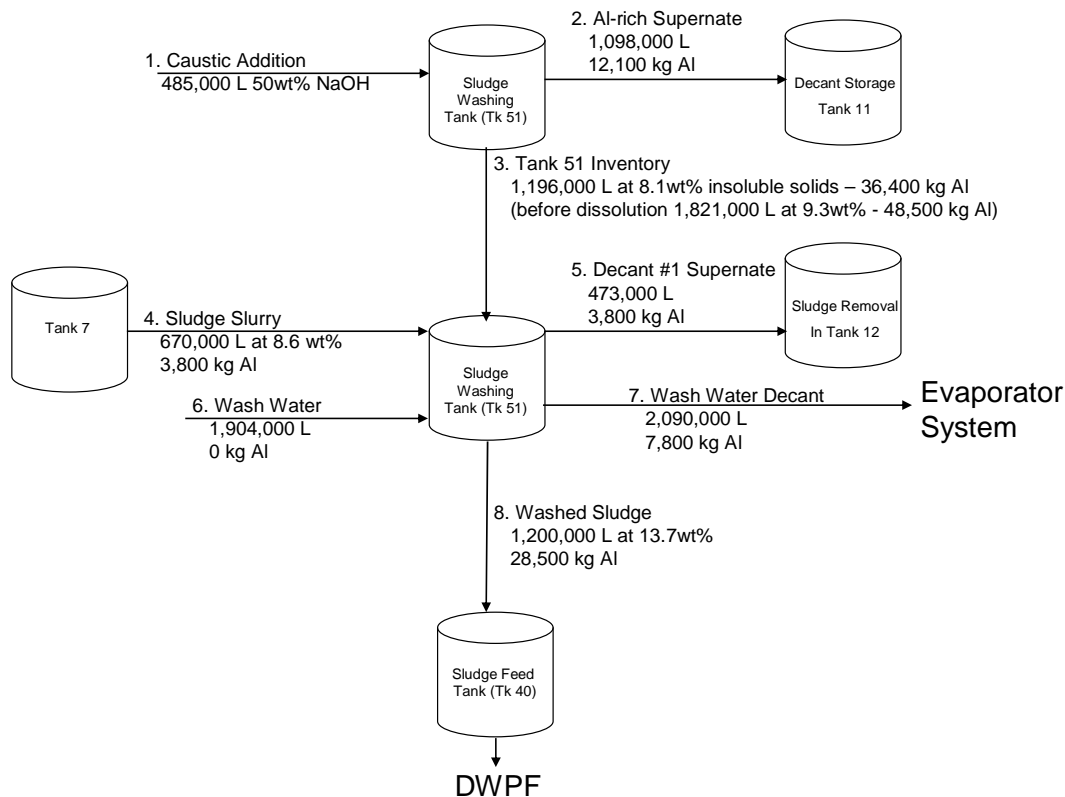 2. Al-rich Supernate
1,098,000 L
12,100 kg Al
1. Caustic Addition
485,000 L 50wt% NaOH
Sludge
Washing
Tank (Tk 51)
Decant Storage
Tank 11
3. Tank 51 Inventory
1,196,000 L at 8.1wt% insoluble solids – 36,400 kg Al
(before dissolution 1,821,000 L at 9.3wt% - 48,500 kg Al)
5. Decant #1 Supernate
473,000 L
3,800 kg Al
Sludge Removal
In Tank 12
Tank 7
4. Sludge Slurry
670,000 L at 8.6 wt%
3,800 kg Al
Sludge
Washing
Tank (Tk 51)
6. Wash Water
1,904,000 L
0 kg Al
7. Wash Water Decant
2,090,000 L
7,800 kg Al
Evaporator
System
8. Washed Sludge
1,200,000 L at 13.7wt%
28,500 kg Al
Sludge Feed
Tank (Tk 40)
DWPF